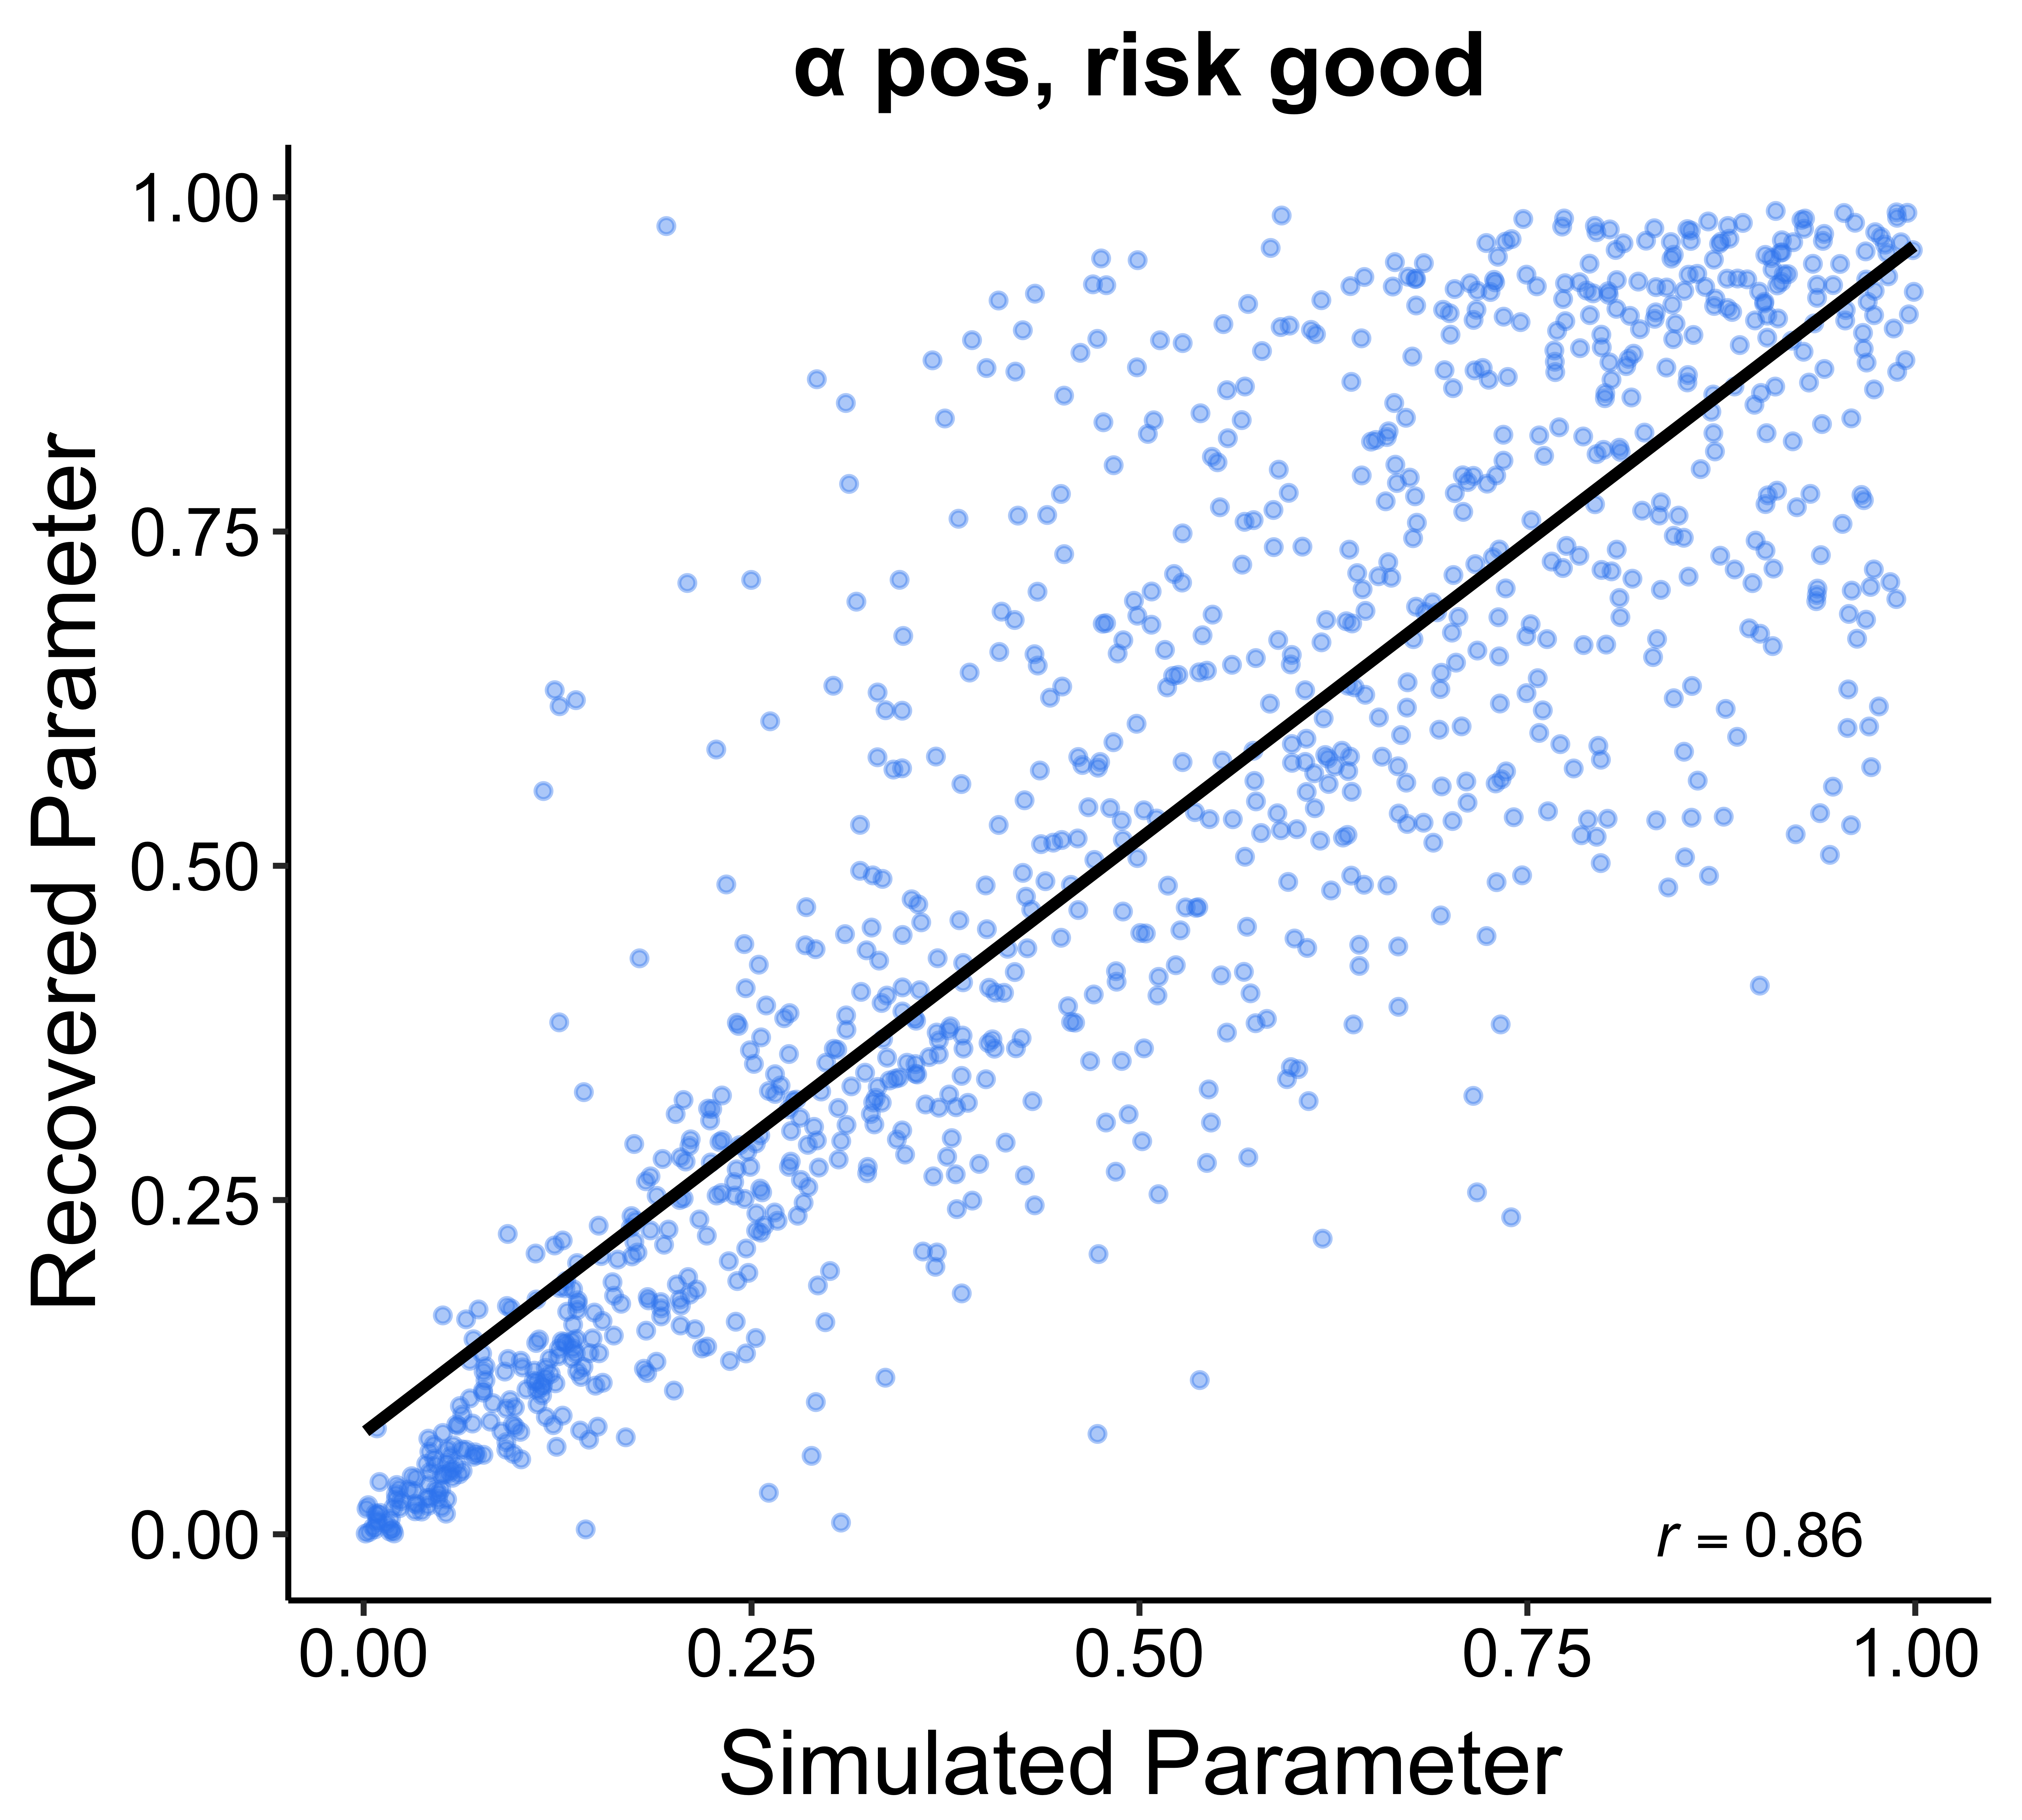 α pos, risk good
Recovered Parameter
1.00
0.75
0.50
0.25
0.00
r = 0.86
0.00 0.25 0.50 0.75 1.00
Simulated Parameter